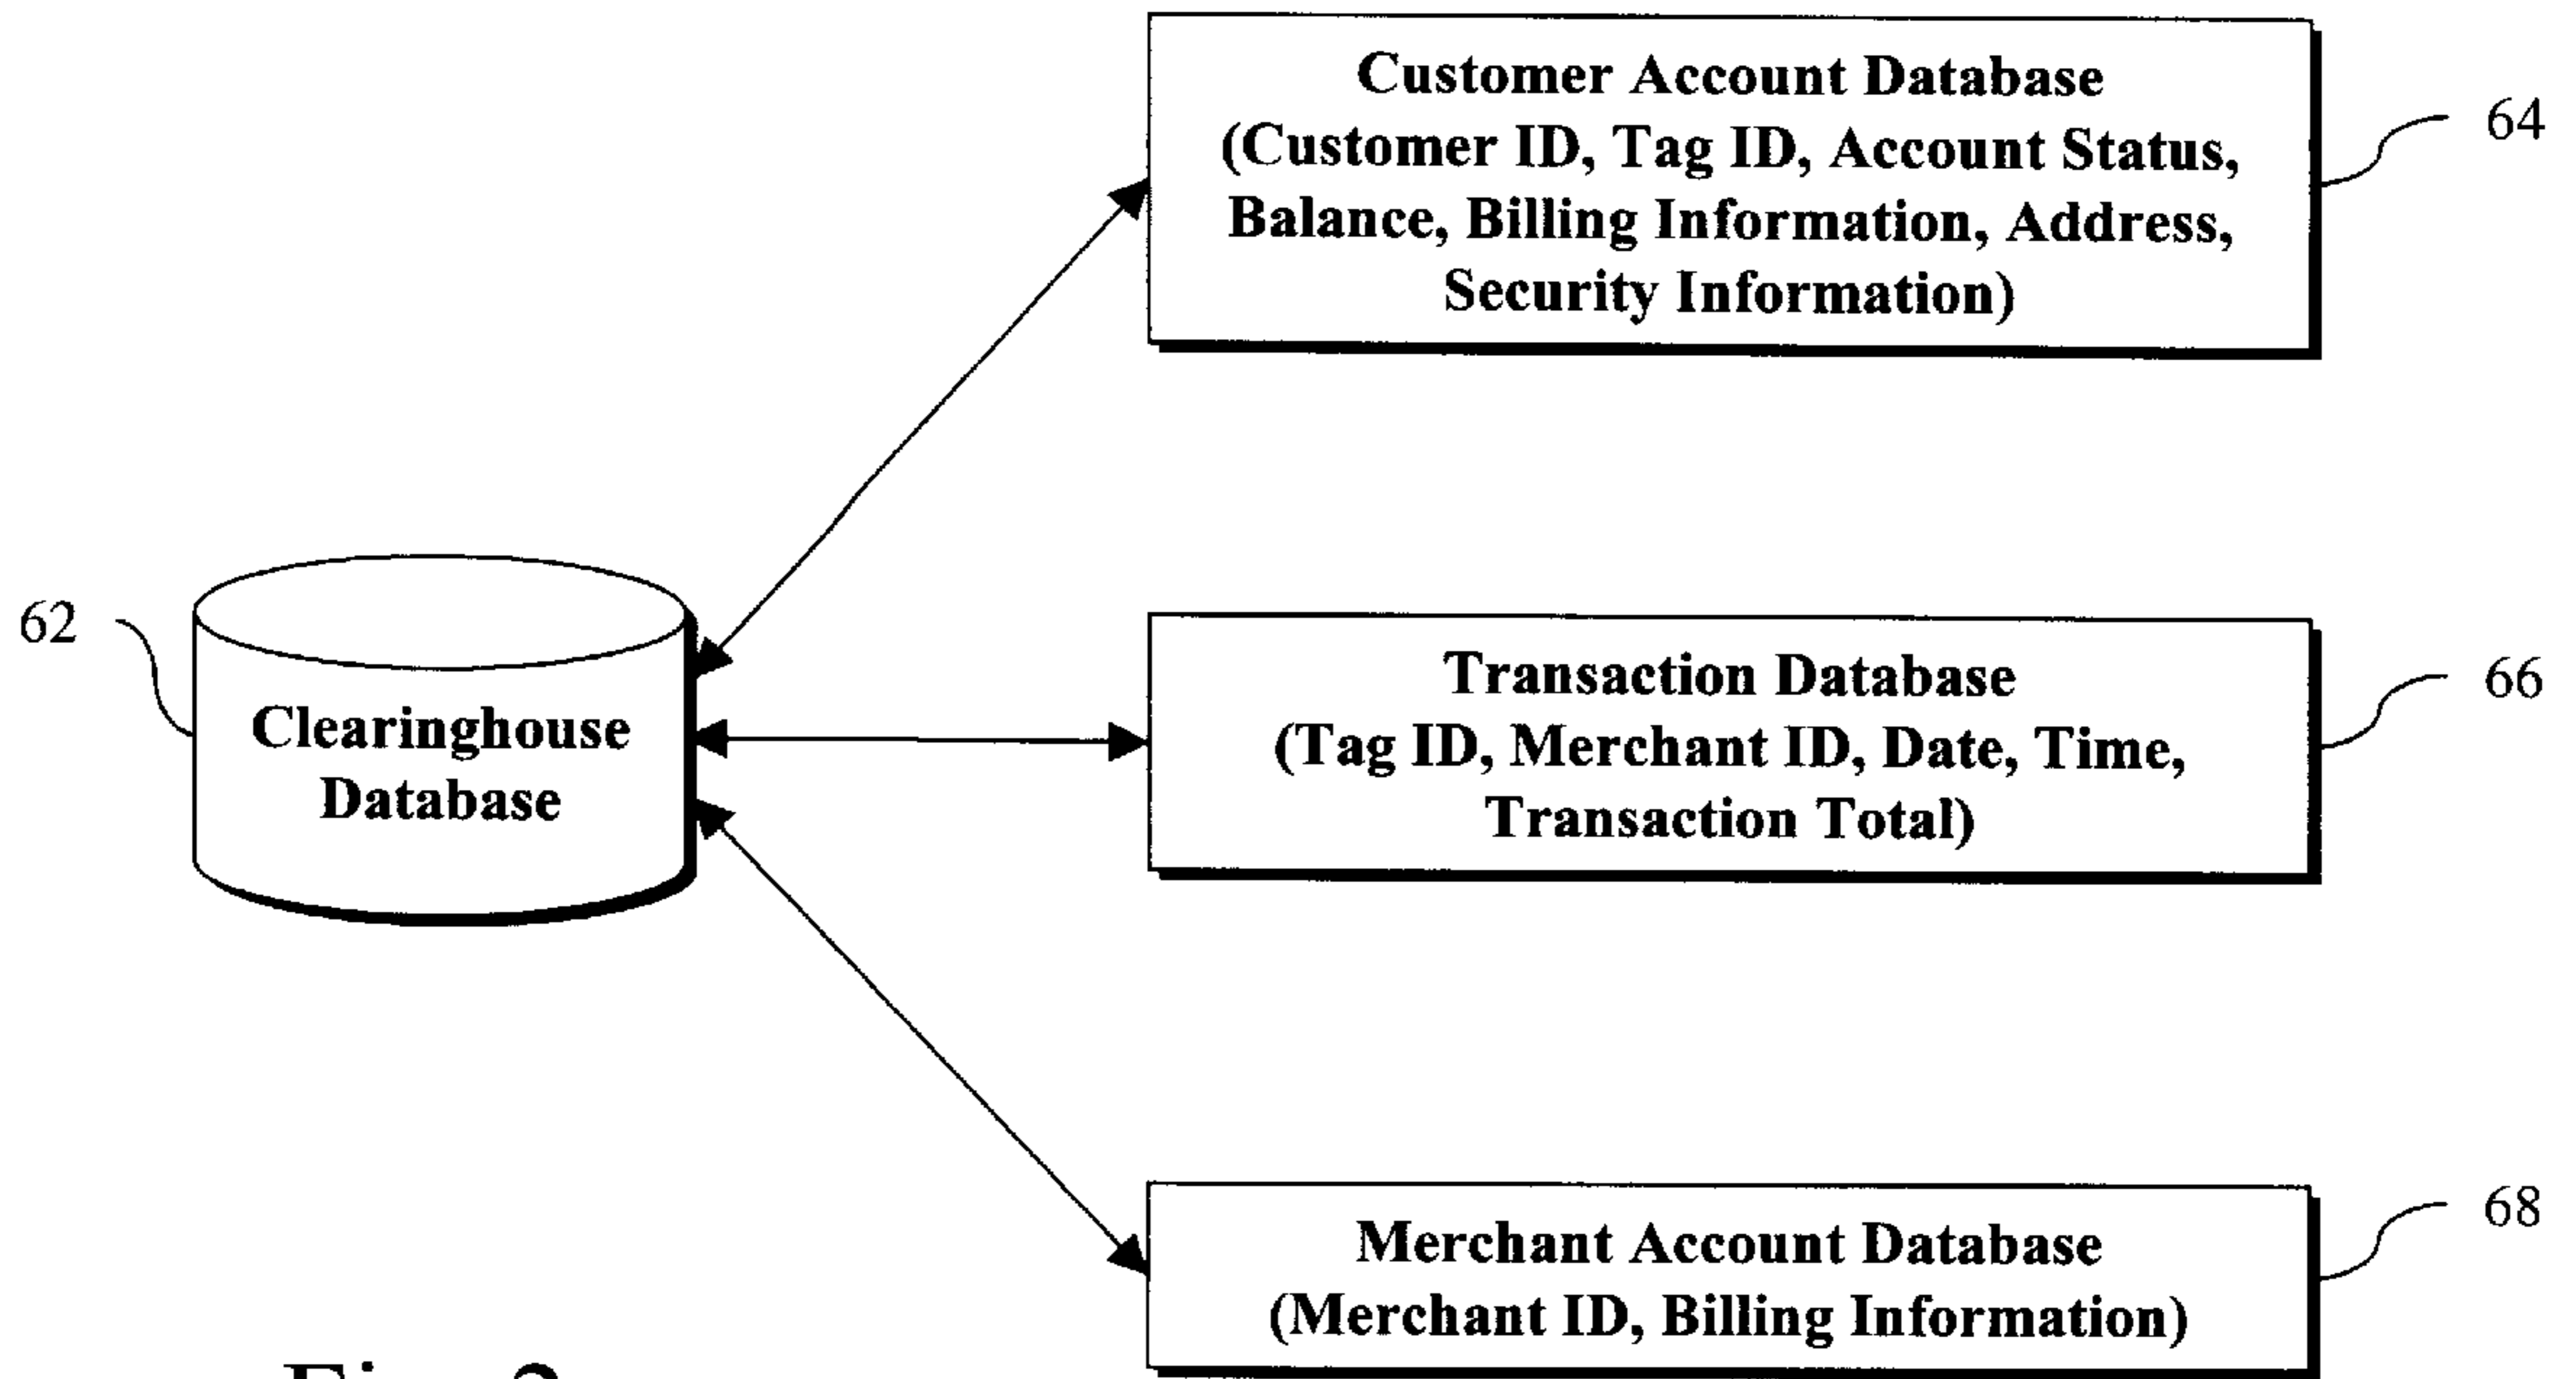 Customer Account Database
(Customer ID, Tag ID, Account Status,
Balance, Billing Information, Address,
Security Information)
64
62
Clearinghouse
Database
Transaction Database
(Tag ID, Merchant ID, Date, Time,
Transaction Total)
66
Merchant Account Database
(Merchant ID, Billing Information)
68